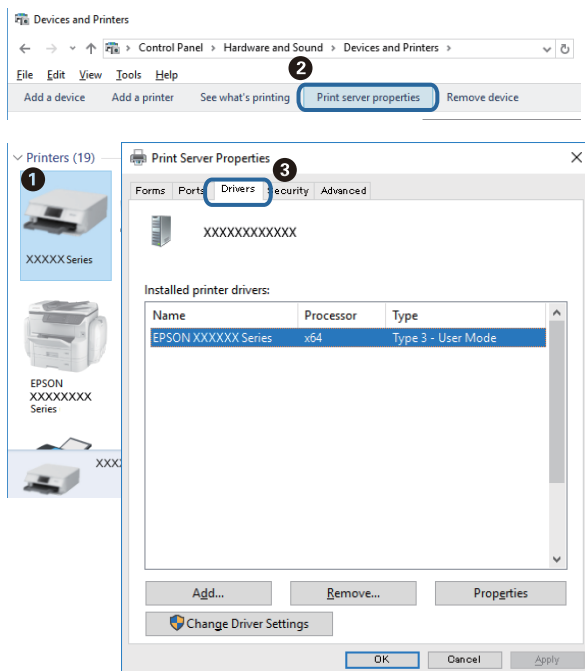 Devices and Printers
Control Panel > Hardware and Sound > Devices and Printers >
File Edit View Tools Help
2
Add a device Add a printer See what's printing Print server properties Remove device
Printers (19)
1
XXXXX Series
EPSON
XXXXXXXX
Series
XXX
Print Server Properties
3
Forms Ports Drivers Security Advanced
XXXXXXXXXXXX
Installed printer drivers:
Name Processor Type
EPSON XXXXXX Series x64 Type 3 - User Mode
Add... Remove... Properties
Change Driver Settings
OK Cancel Apply